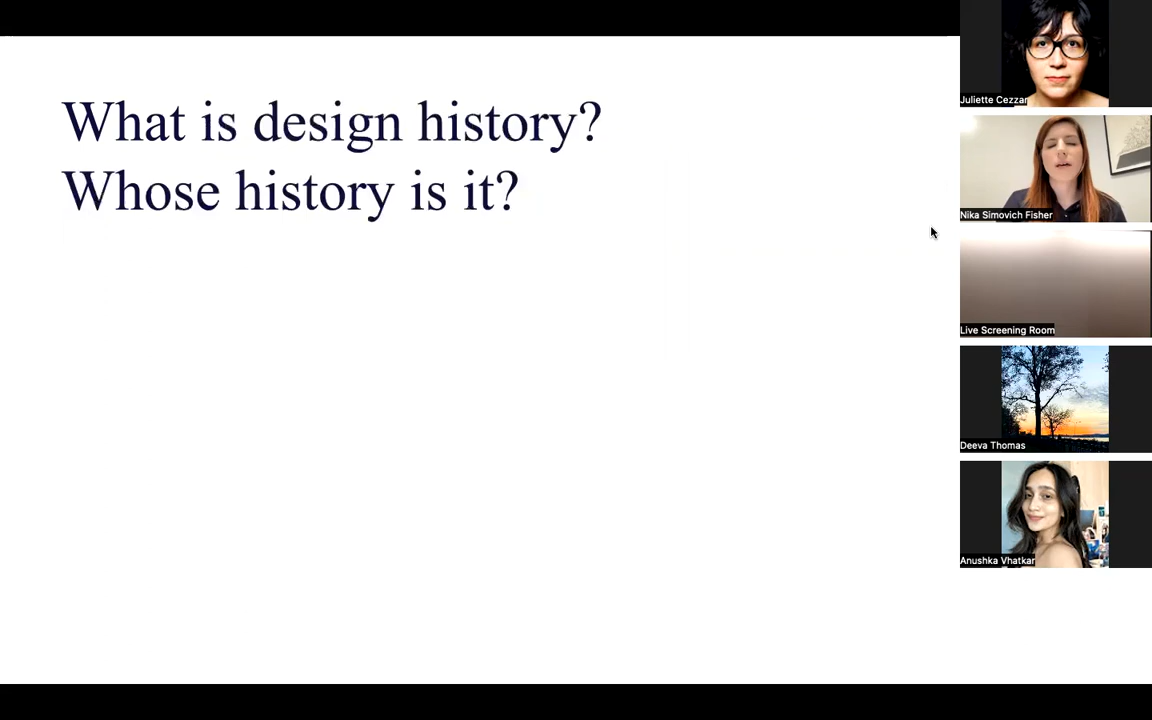 What is design history?
Whose history is it?
Juliette Cezzar
Nika Simovich Fisher
Live Screening Room
Deeva Thomas
Anushka Vhatkar